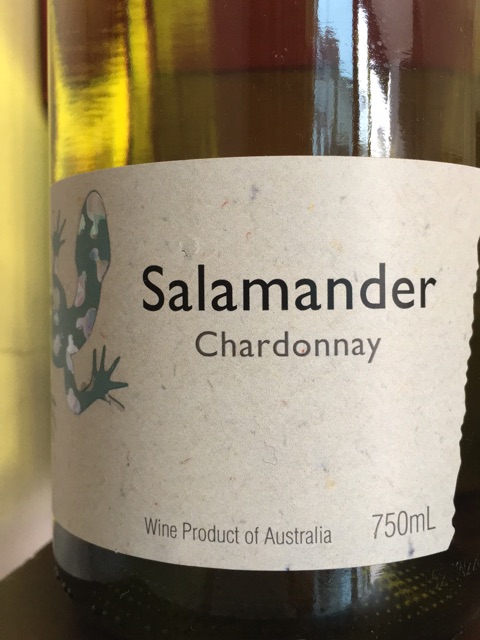 Salamander
Chardonnay
Wine Product of Australia 750mL